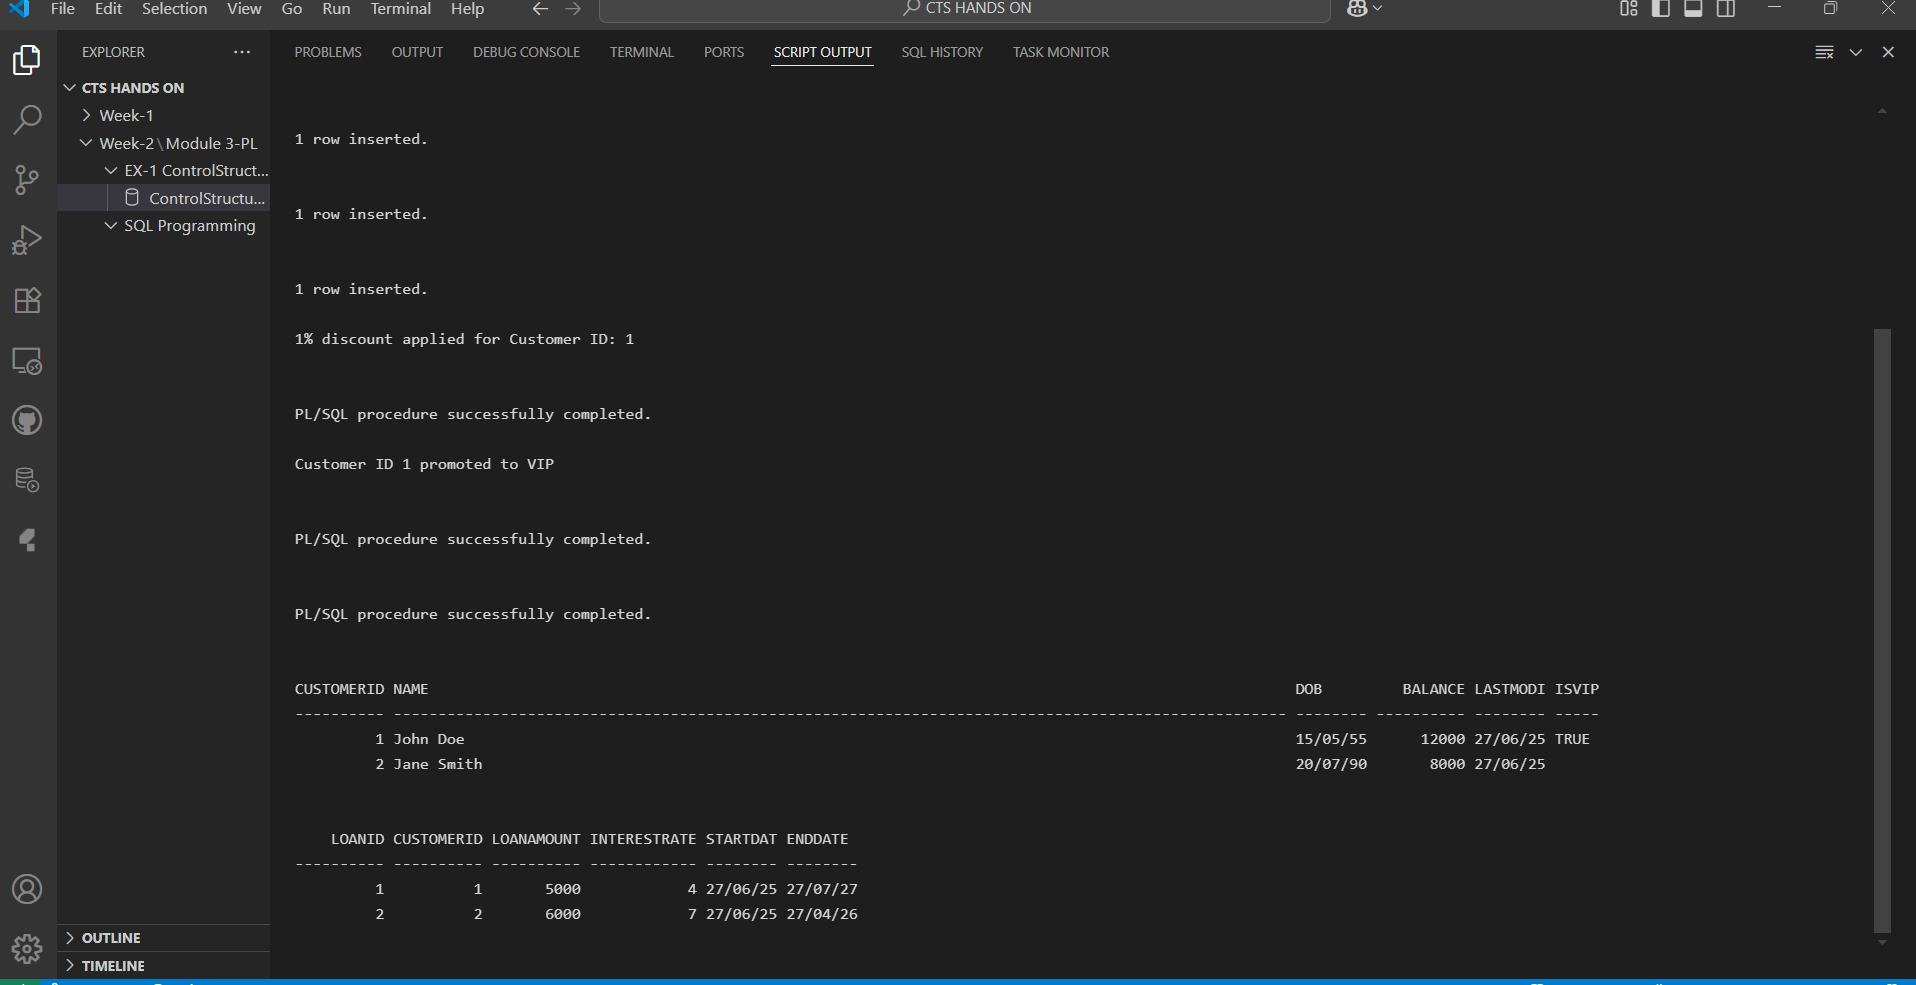 File Edit Selection View Go Run Terminal Help
CTS HANDS ON
EXPLORER
PROBLEMS OUTPUT DEBUG CONSOLE TERMINAL PORTS SCRIPT OUTPUT SQL HISTORY TASK MONITOR
CTS HANDS ON
Week-1
Week-2\Module 3-PL
EX-1 ControlStruct...
ControlStructu...
SQL Programming
1 row inserted.
1 row inserted.
1 row inserted.
1% discount applied for Customer ID: 1
PL/SQL procedure successfully completed.
Customer ID 1 promoted to VIP
PL/SQL procedure successfully completed.
PL/SQL procedure successfully completed.
CUSTOMERID NAME DOB BALANCE LASTMODI ISVIP
---------- ---------------------------------------------------------------------------------------------------- -------- ---------- -------- -----
1 John Doe 15/05/55 12000 27/06/25 TRUE
2 Jane Smith 20/07/90 8000 27/06/25
LOANID CUSTOMERID LOANAMOUNT INTERESTRATE STARTDAT ENDDATE
---------- ---------- ---------- ------------ -------- --------
1 1 5000 4 27/06/25 27/07/27
2 2 6000 7 27/06/25 27/04/26
OUTLINE
TIMELINE